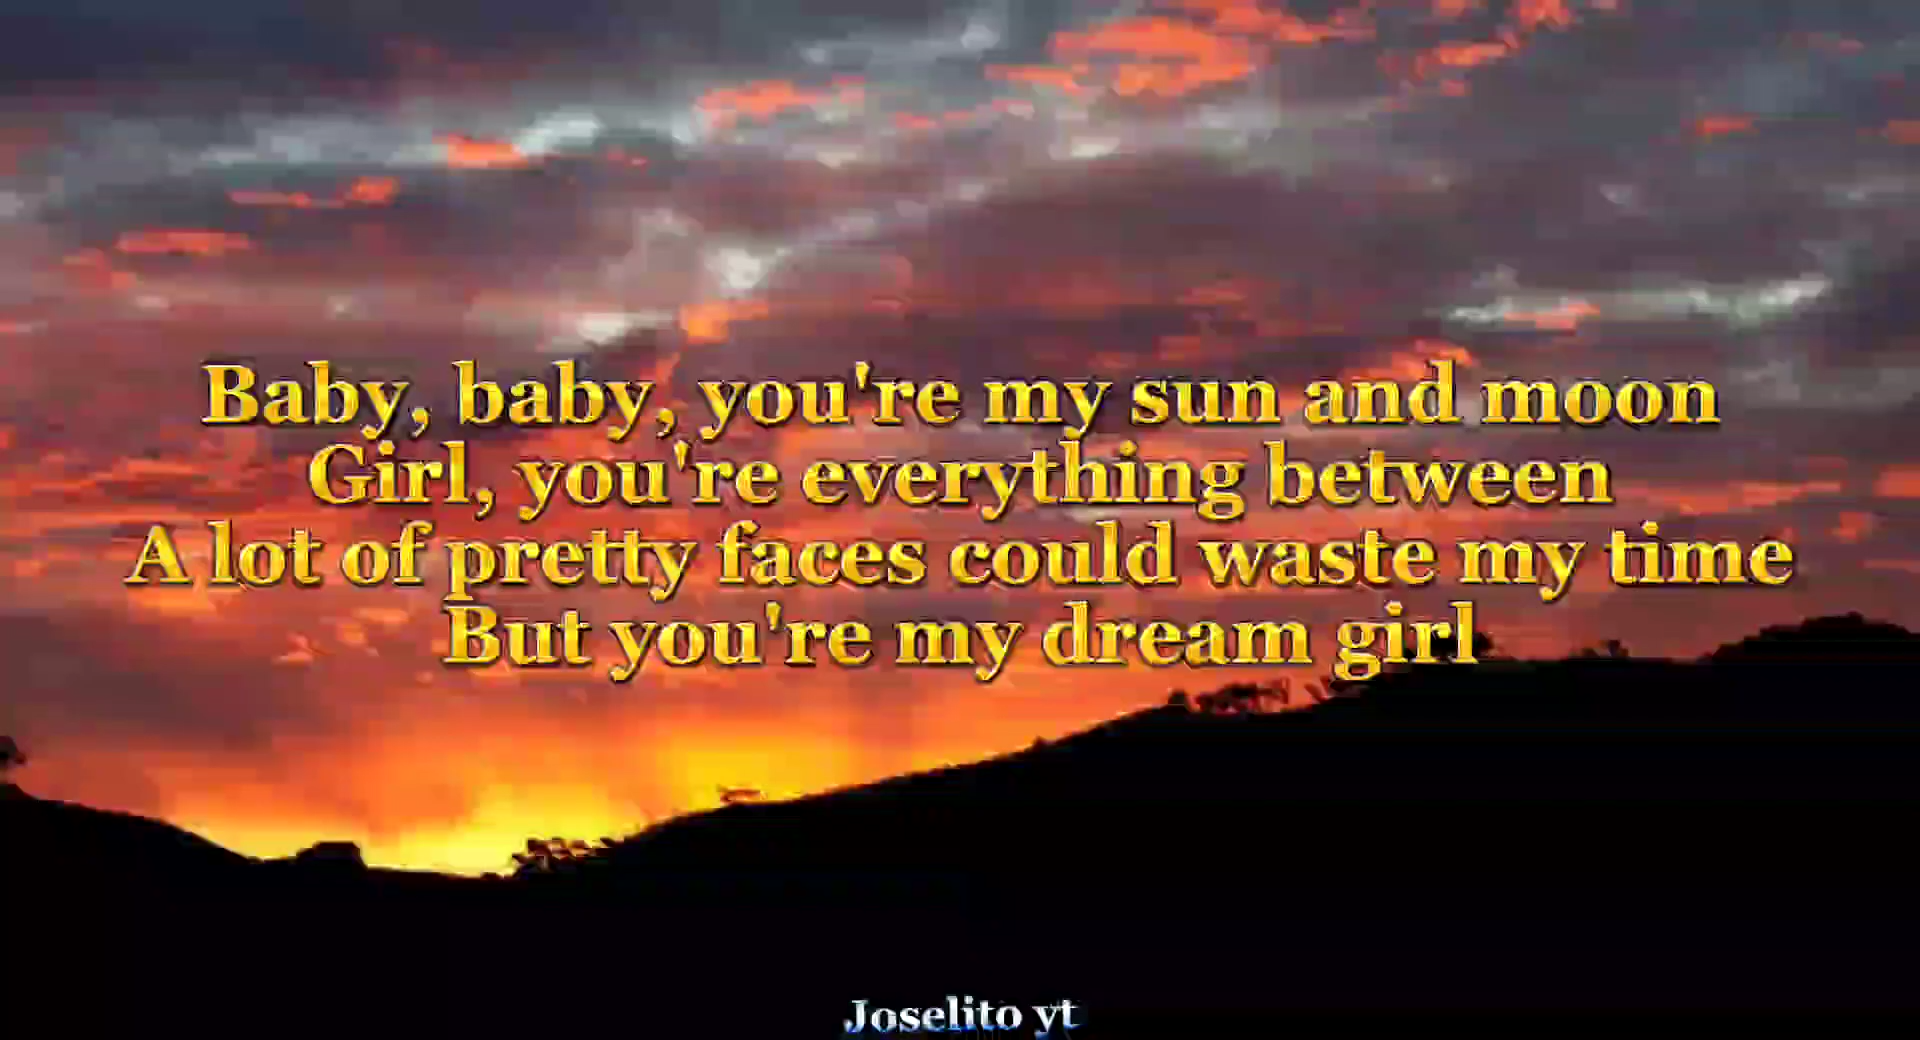 Baby, baby, you're my sun and moon
Girl, you're everything between
A lot of pretty faces could waste my time
But you're my dream girl
Joselito yt